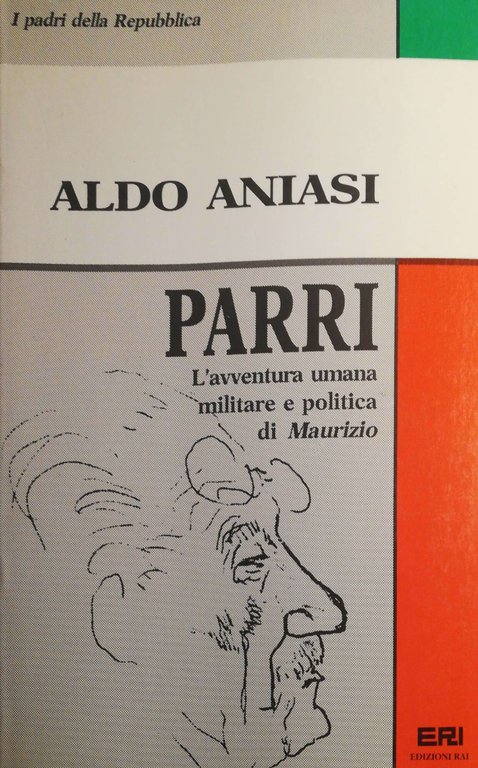 I padri della Repubblica
ALDO ANIASI
PARRI
L'avventura umana
militare e politica
di Maurizio
ERI
EDIZIONI RAI